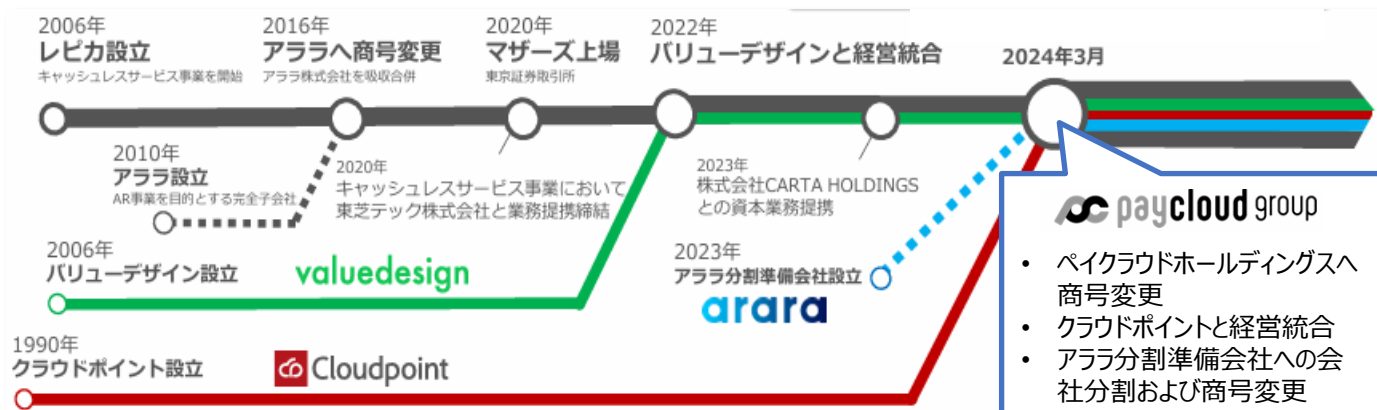 2006年
レピカ設立
キャッシュレスサービス事業を開始
2016年
アララへ商号変更
アララ株式会社を吸収合併
2020年
マザーズ上場
東京証券取引所
2022年
バリューデザインと経営統合
2024年3月
2010年
アララ設立
AR事業を目的とする完全子会社
2020年
キャッシュレスサービス事業において
東芝テック株式会社と業務提携締結
2023年
株式会社CARTA HOLDINGS
との資本業務提携
2006年
バリューデザイン設立
valuedesign
2023年
アララ分割準備会社設立
arara
1990年
クラウドポイント設立
Cloudpoint
paycloud group
• ペイクラウドホールディングスへ
商号変更
• クラウドポイントと経営統合
• アララ分割準備会社への会
社分割および商号変更